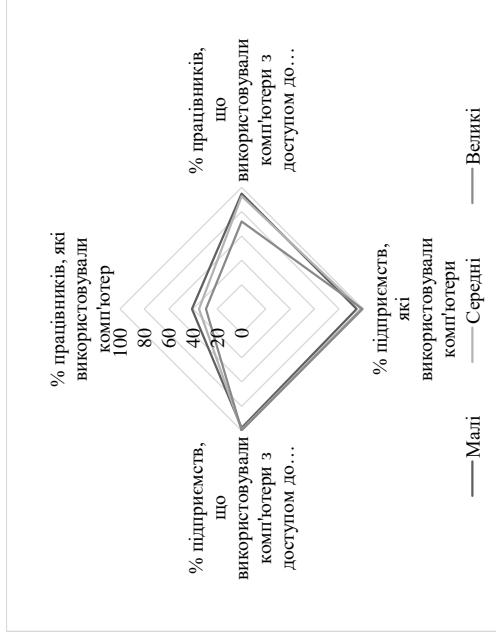 % працівників, які
використовували
комп'ютер
100
80
60
40
20
0
% працівників,
що
використовували
комп'ютери з
доступом до…
% підприємств,
які
використовували
комп'ютери
% підприємств,
що
використовували
комп'ютери з
доступом до…
Малі
Середні
Великі